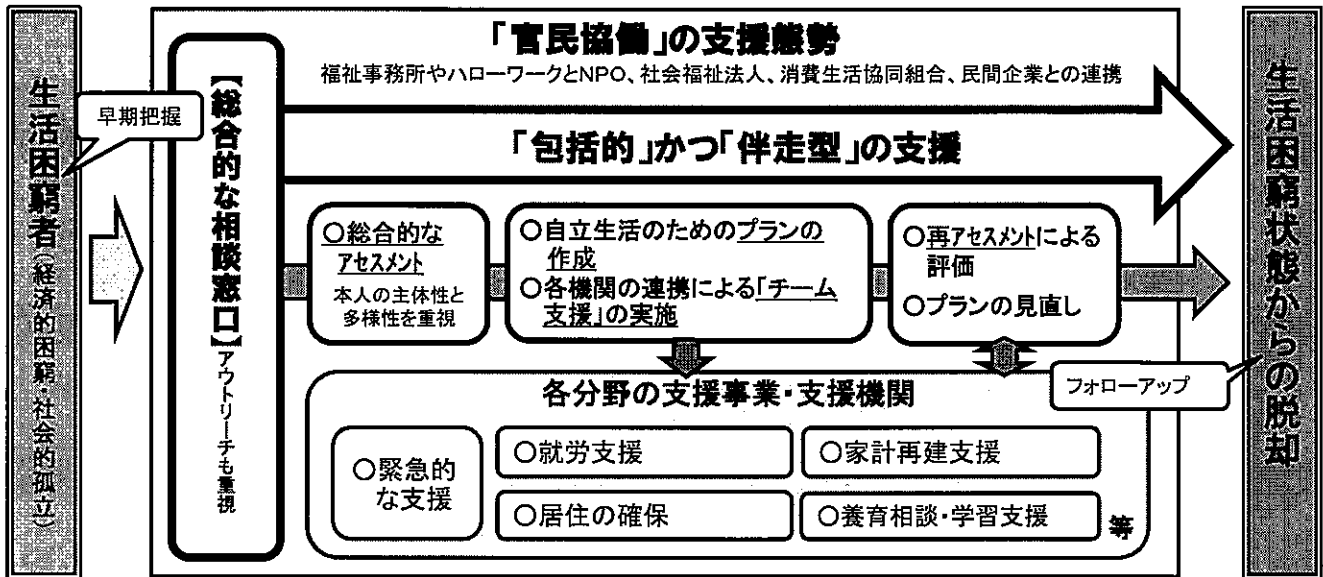 生活困窮者(経済的困窮・社会的孤立)
早期把握
「官民協働」の支援態勢
福祉事務所やハローワークとNPO、社会福祉法人、消費生活協同組合、民間企業との連携
「包括的」かつ「伴走型」の支援
【総合的な相談窓口】アウトリーチも重視
○総合的な
アセスメント
本人の主体性と
多様性を重視
○自立生活のためのプランの
作成
○各機関の連携による「チーム
支援」の実施
○再アセスメントによる
評価
○プランの見直し
各分野の支援事業・支援機関
○緊急的
な支援
○就労支援
○家計再建支援
○居住の確保
○養育相談・学習支援
等
フォローアップ
生活困窮状態からの脱却